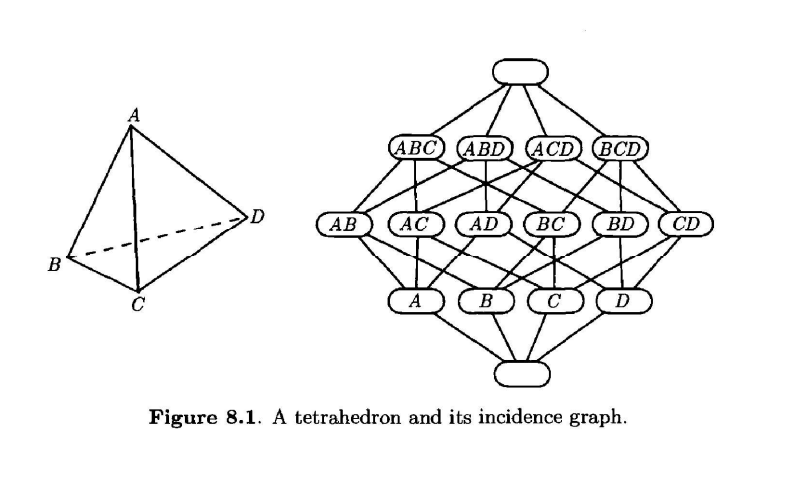 A
D
B
C
ABC ABD ACD BCD
AB AC AD BC BD CD
A B C D
Figure 8.1. A tetrahedron and its incidence graph.